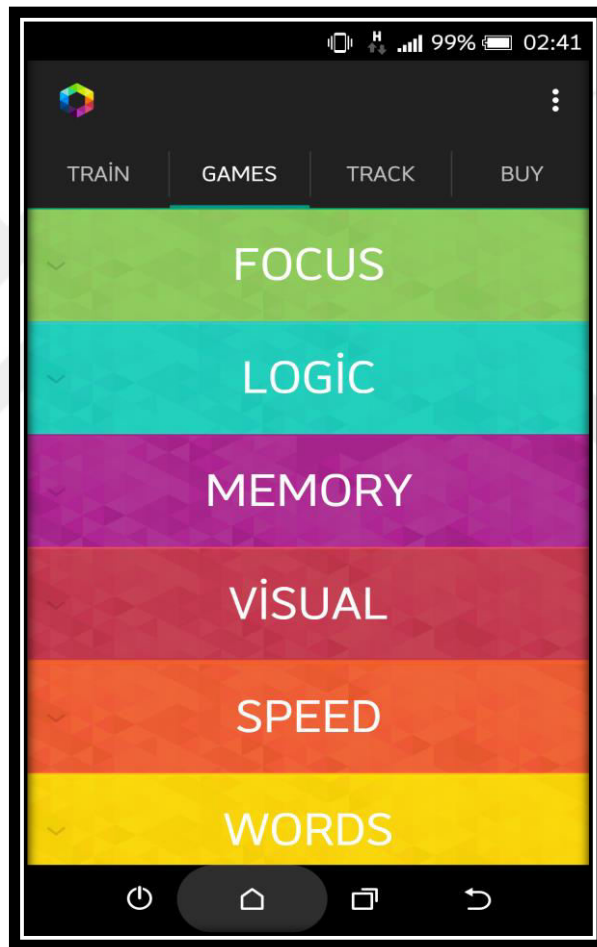 H 99% 02:41
TRAİN GAMES TRACK BUY
FOCUS
LOGİC
MEMORY
VİSUAL
SPEED
WORDS